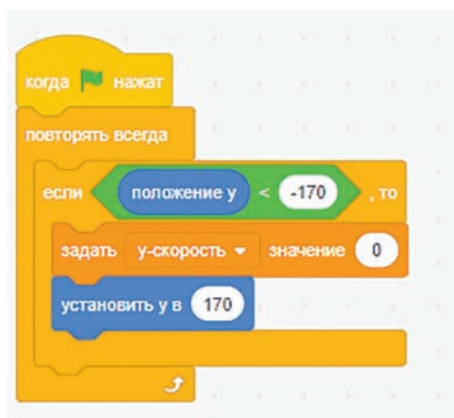 когда нажат
повторять всегда
если положение y < -170 , то
задать y-скорость значение 0
установить y в 170